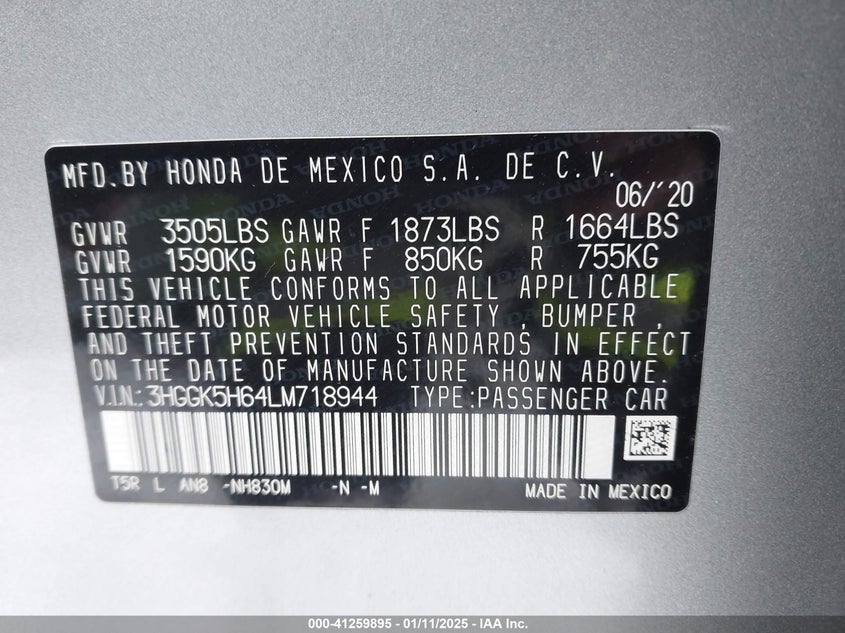 MFD.BY HONDA DE MEXICO S.A. DE C.V.
06/'20
GVWR 3505LBS GAWR F 1873LBS R 1664LBS
GVWR 1590KG GAWR F 850KG R 755KG
THIS VEHICLE CONFORMS TO ALL APPLICABLE
FEDERAL MOTOR VEHICLE SAFETY , BUMPER ,
AND THEFT PREVENTION STANDARDS IN EFFECT
ON THE DATE OF MANUFACTURE SHOWN ABOVE.
V.I.N.:3HGGK5H64LM718944 TYPE:PASSENGER CAR
T5R L AN8 -NH830M -N -M MADE IN MEXICO
000-41259895 - 01/11/2025 - IAA Inc.